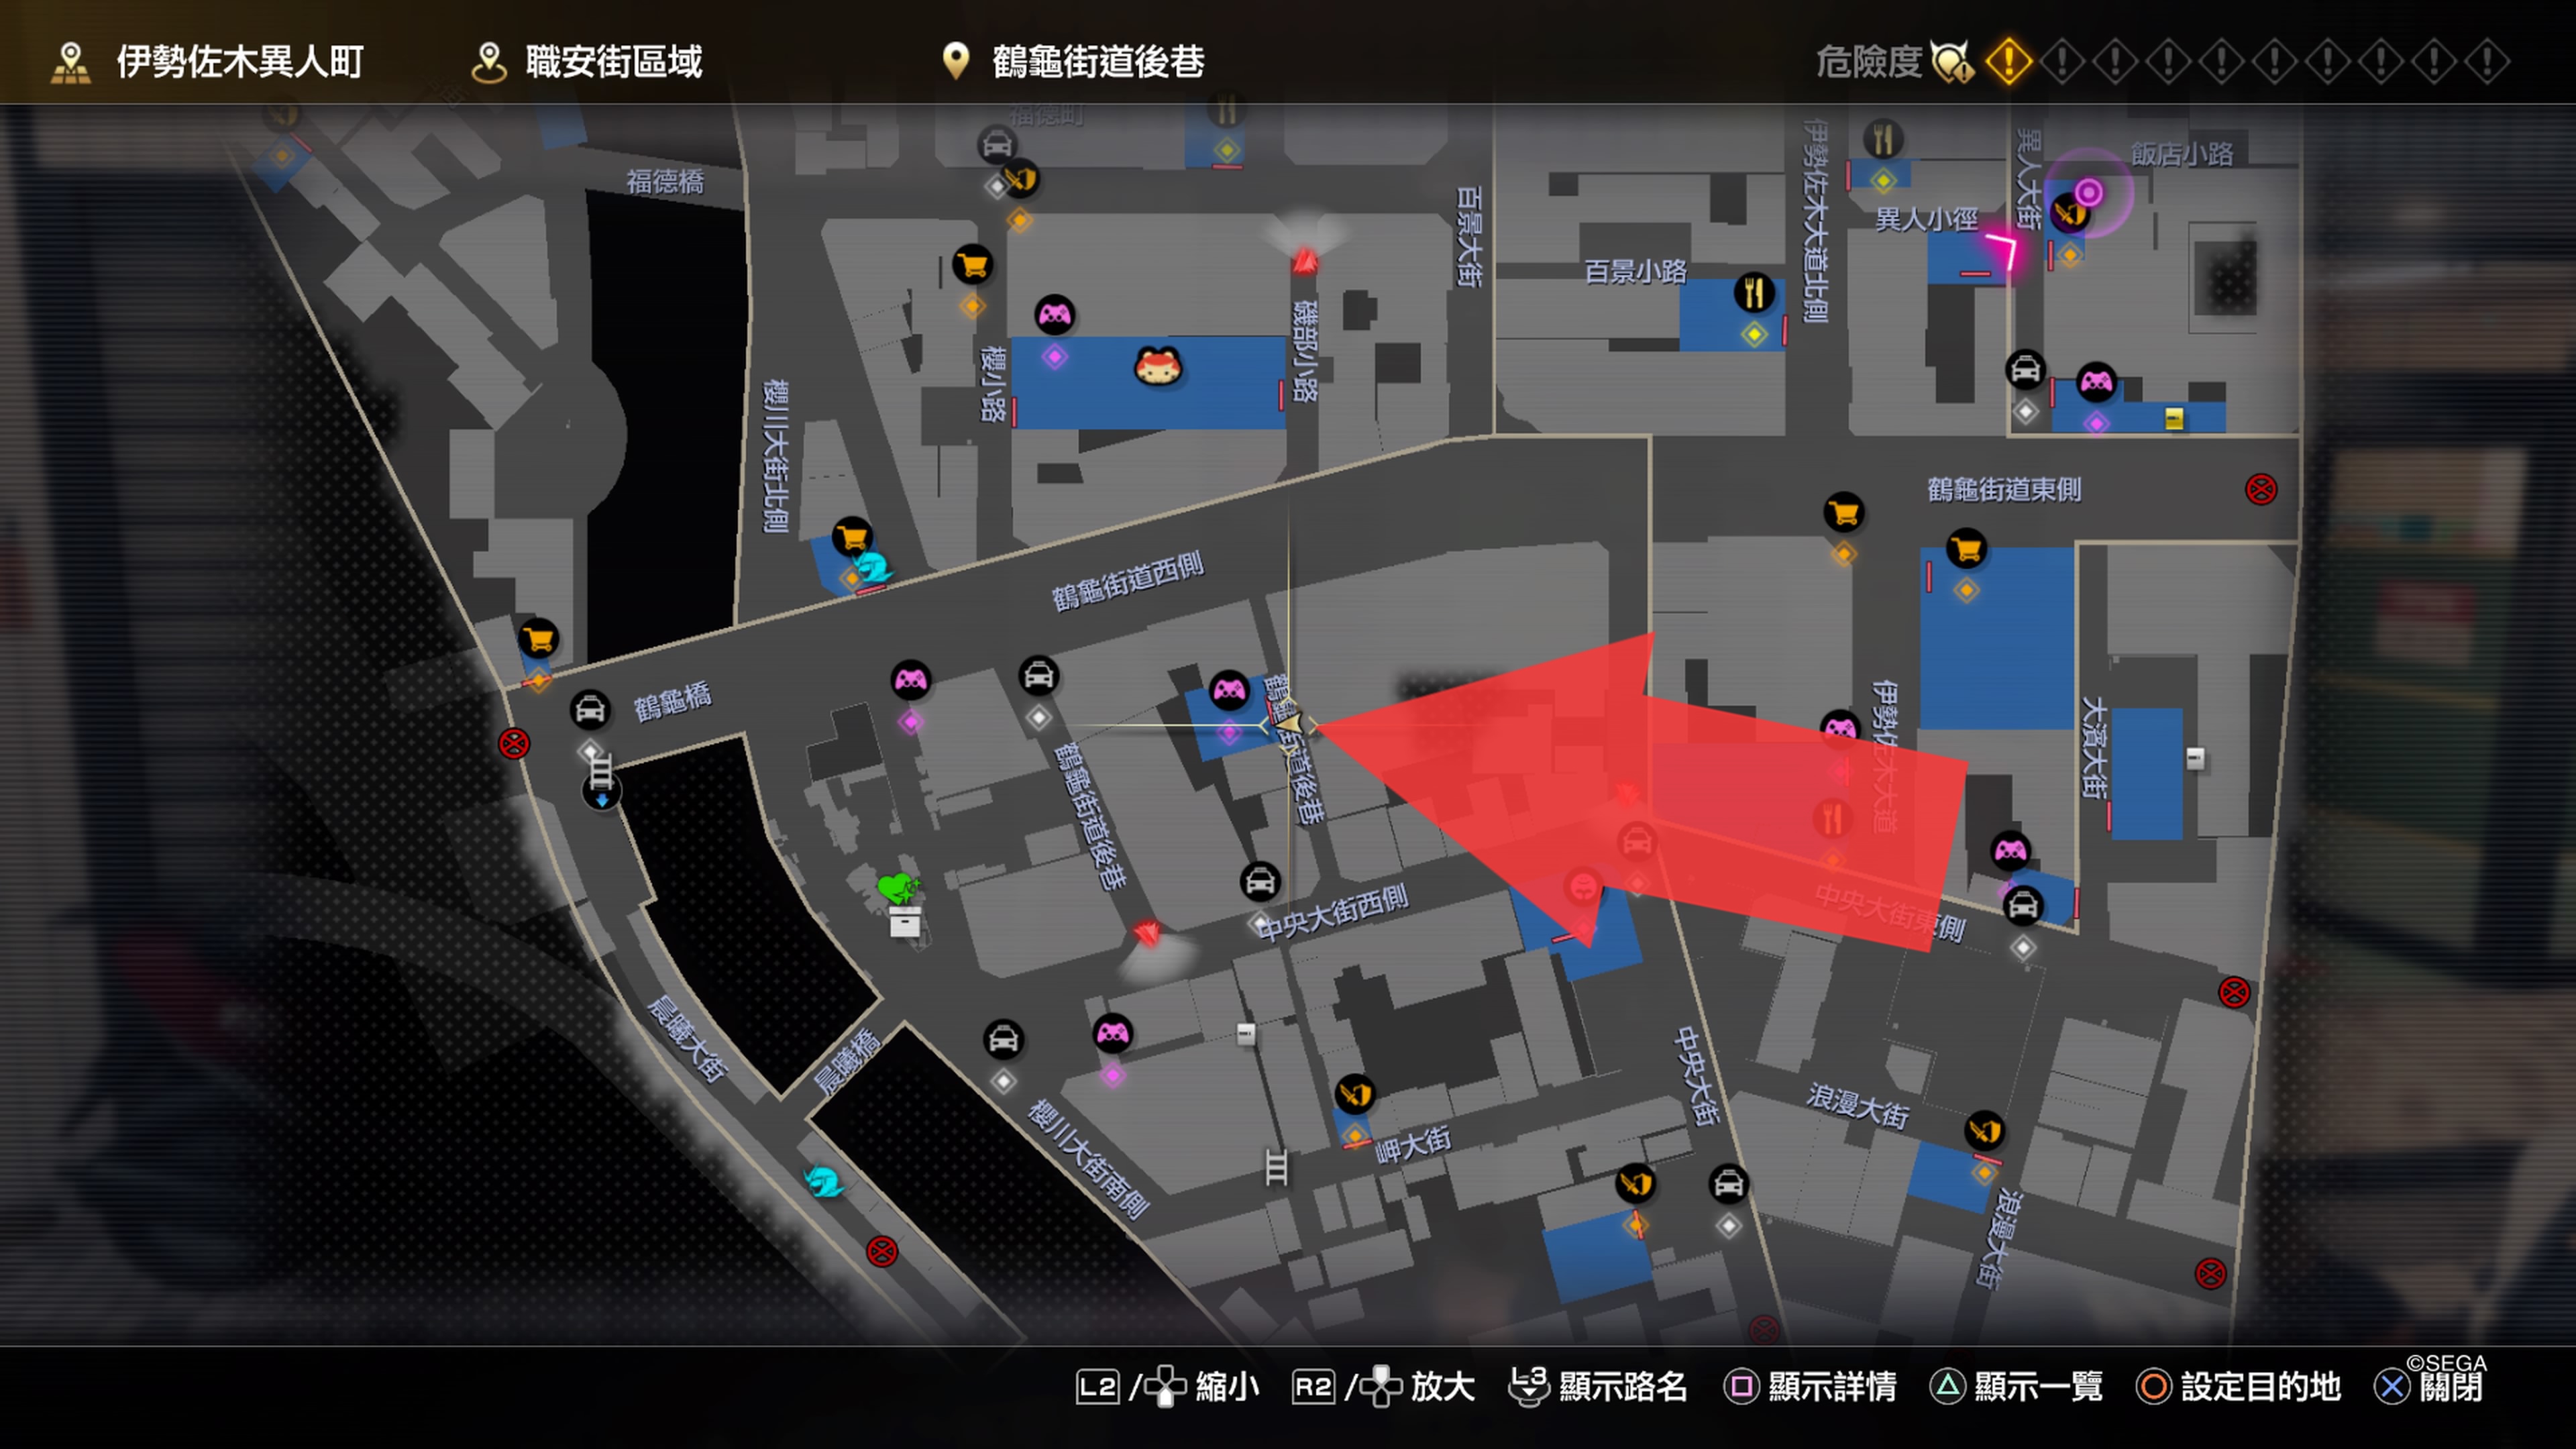 伊勢佐木異人町
職安街區域
鶴龜街道後巷
危險度
福德町
福德橋
百景大街
伊勢佐木大道北側
異人大街
飯店小路
異人小徑
百景小路
磯部小路
櫻小路
櫻川大街北側
鶴龜街道東側
鶴龜街道西側
鶴龜橋
鶴龜街道後巷
鶴龜街道後巷
伊勢佐木大道
大濱大街
中央大街西側
中央大街東側
晨曦大街
晨曦橋
櫻川大街南側
中央大街
浪漫大街
岬大街
浪漫大街
©SEGA
L2 / 縮小 R2 / 放大 L3 顯示路名 顯示詳情 顯示一覽 設定目的地 關閉